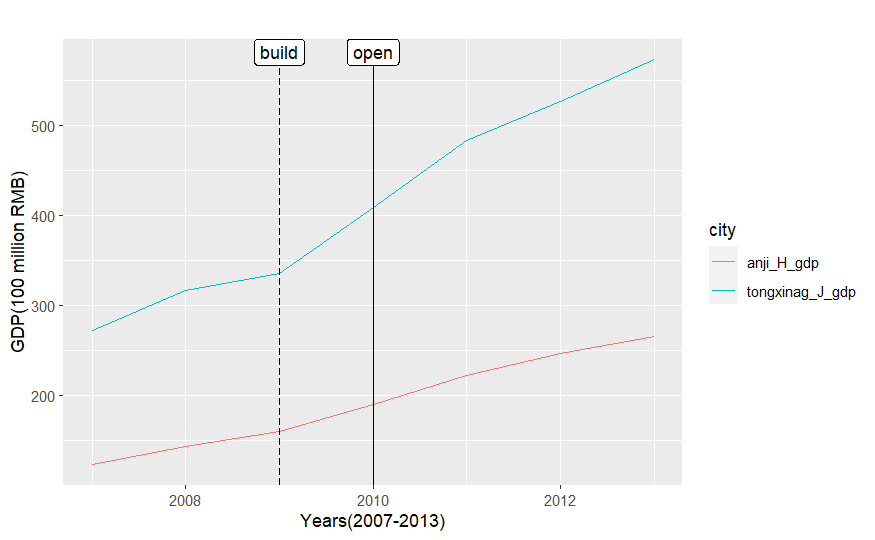 build
open
500
400
300
200
GDP(100 million RMB)
2008
2010
2012
Years(2007-2013)
city
anji_H_gdp
tongxinag_J_gdp